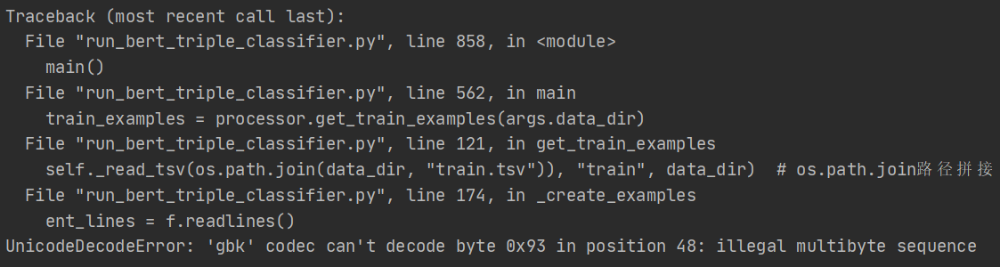 Traceback (most recent call last):
  File "run_bert_triple_classifier.py", line 858, in <module>
    main()
  File "run_bert_triple_classifier.py", line 562, in main
    train_examples = processor.get_train_examples(args.data_dir)
  File "run_bert_triple_classifier.py", line 121, in get_train_examples
    self._read_tsv(os.path.join(data_dir, "train.tsv")), "train", data_dir)  # os.path.join路径拼接
  File "run_bert_triple_classifier.py", line 174, in _create_examples
    ent_lines = f.readlines()
UnicodeDecodeError: 'gbk' codec can't decode byte 0x93 in position 48: illegal multibyte sequence